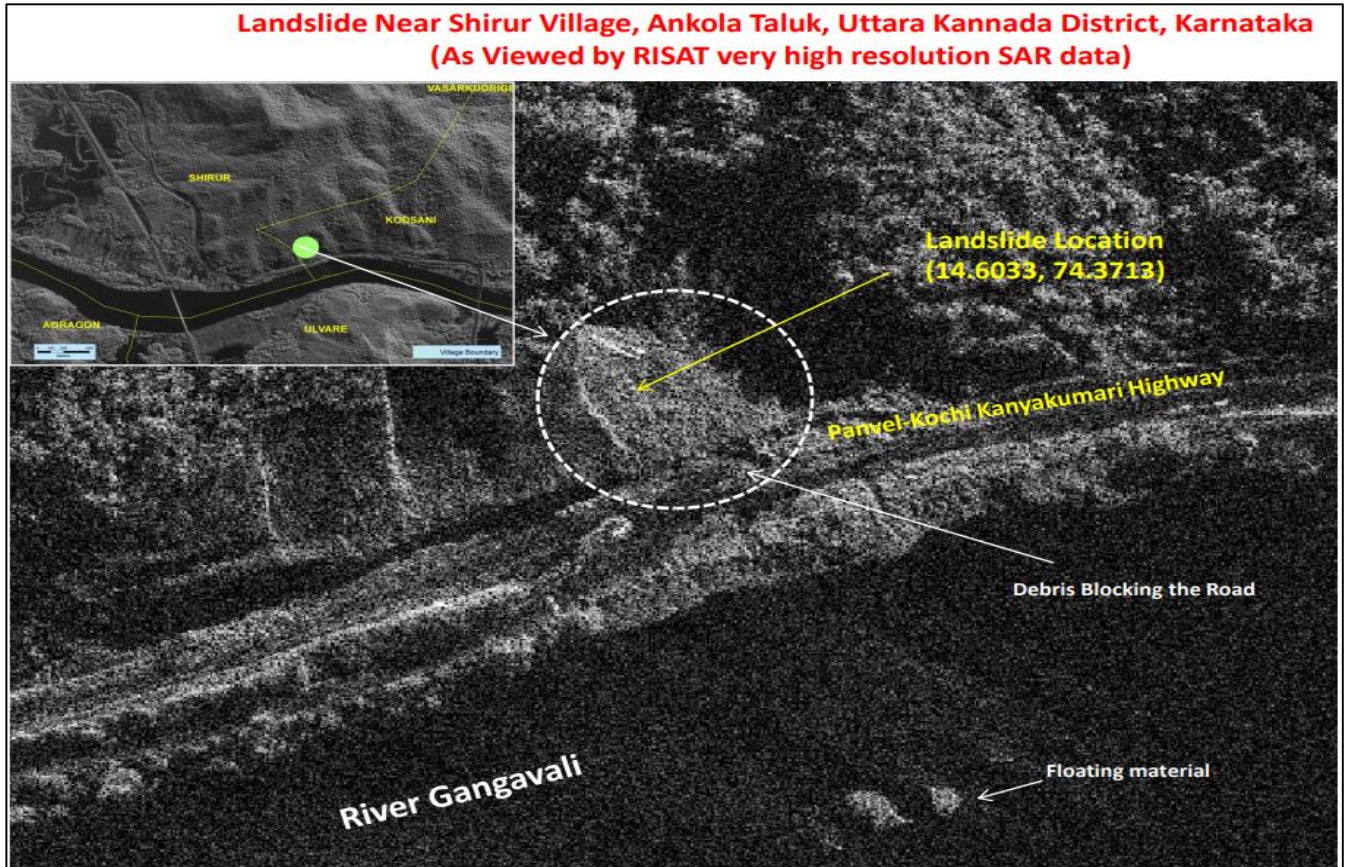 Landslide Near Shirur Village, Ankola Taluk, Uttara Kannada District, Karnataka
(As Viewed by RISAT very high resolution SAR data)
VASARKUDRIGE
SHIRUR
KODSANI
AGRAGON
ULVARE
Village Boundary
Landslide Location
(14.6033, 74.3713)
Panvel-Kochi Kanyakumari Highway
Debris Blocking the Road
Floating material
River Gangavali